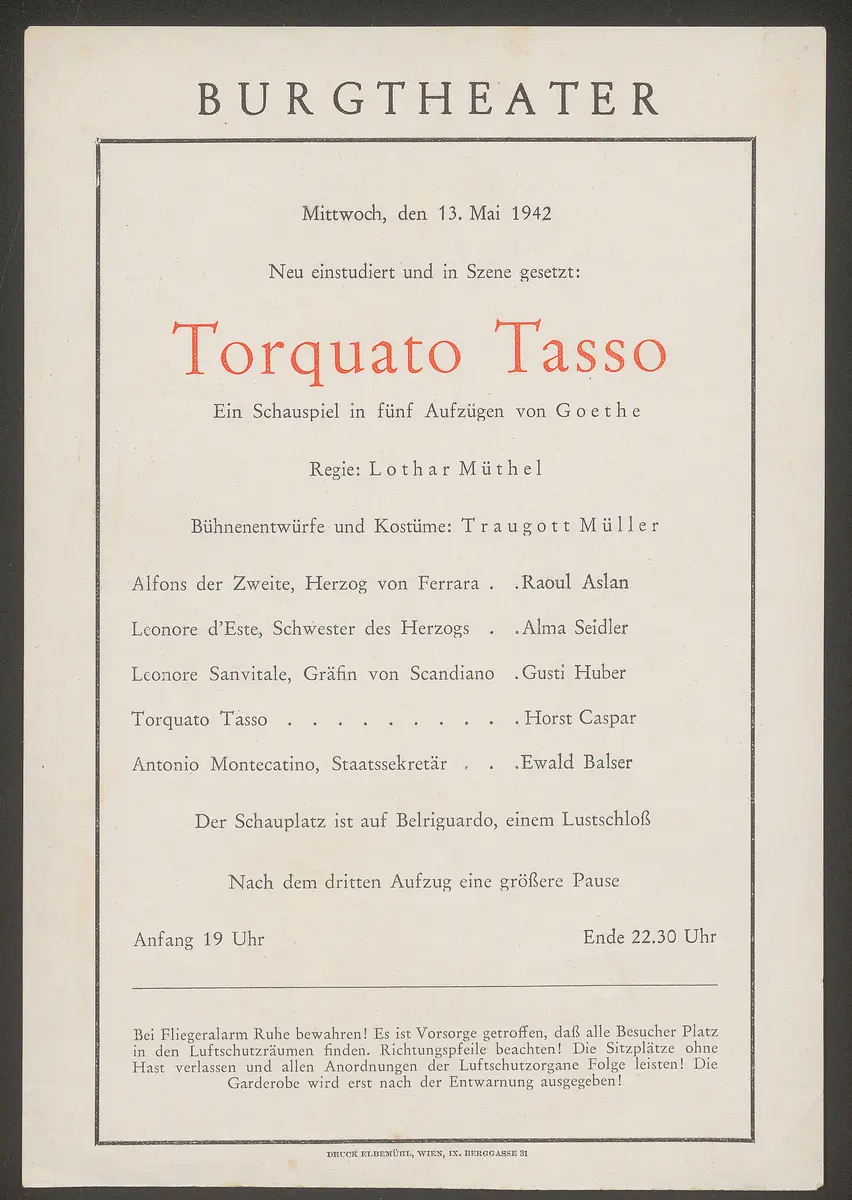 BURGTHEATER
Mittwoch, den 13. Mai 1942
Neu einstudiert und in Szene gesetzt:
Torquato Tasso
Ein Schauspiel in fünf Aufzügen von Goethe
Regie: Lothar Müthel
Bühnenentwürfe und Kostüme: Traugott Müller
Alfons der Zweite, Herzog von Ferrara . . Raoul Aslan
Leonore d'Este, Schwester des Herzogs . . Alma Seidler
Leonore Sanvitale, Gräfin von Scandiano . Gusti Huber
Torquato Tasso . . . . . . . . . . Horst Caspar
Antonio Montecatino, Staatssekretär . . . Ewald Balser
Der Schauplatz ist auf Belriguardo, einem Lustschloß
Nach dem dritten Aufzug eine größere Pause
Anfang 19 Uhr Ende 22.30 Uhr
Bei Fliegeralarm Ruhe bewahren! Es ist Vorsorge getroffen, daß alle Besucher Platz
in den Luftschutzräumen finden. Richtungspfeile beachten! Die Sitzplätze ohne
Hast verlassen und allen Anordnungen der Luftschutzorgane Folge leisten! Die
Garderobe wird erst nach der Entwarnung ausgegeben!
DRUCK ELBEMÜHL, WIEN, IX. BERGGASSE 31